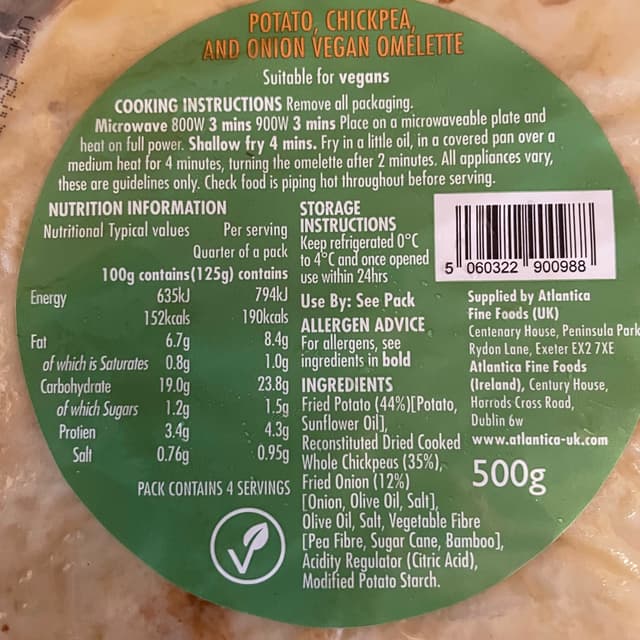 POTATO, CHICKPEA,
AND ONION VEGAN OMELETTE
Suitable for vegans
COOKING INSTRUCTIONS Remove all packaging.
Microwave 800W 3 mins 900W 3 mins Place on a microwaveable plate and
heat on full power. Shallow fry 4 mins. Fry in a little oil, in a covered pan over a
medium heat for 4 minutes, turning the omelette after 2 minutes. All appliances vary,
these are guidelines only. Check food is piping hot throughout before serving.
NUTRITION INFORMATION
Nutritional Typical values Per serving
Quarter of a pack
100g contains(125g) contains
Energy 635kJ 794kJ
152kcals 190kcals
Fat 6.7g 8.4g
of which is Saturates 0.8g 1.0g
Carbohydrate 19.0g 23.8g
of which Sugars 1.2g 1.5g
Protien 3.4g 4.3g
Salt 0.76g 0.95g
PACK CONTAINS 4 SERVINGS
STORAGE
INSTRUCTIONS
Keep refrigerated 0°C
to 4°C and once opened
use within 24hrs
Use By: See Pack
ALLERGEN ADVICE
For allergens, see
ingredients in bold
INGREDIENTS
Fried Potato (44%)[Potato,
Sunflower Oil],
Reconstituted Dried Cooked
Whole Chickpeas (35%),
Fried Onion (12%)
[Onion, Olive Oil, Salt],
Olive Oil, Salt, Vegetable Fibre
[Pea Fibre, Sugar Cane, Bamboo],
Acidity Regulator (Citric Acid),
Modified Potato Starch.
5 060322 900988
Supplied by Atlantica
Fine Foods (UK)
Centenary House, Peninsula Park
Rydon Lane, Exeter EX2 7XE
Atlantica Fine Foods
(Ireland), Century House,
Harrods Cross Road,
Dublin 6w
www.atlantica-uk.com
500g